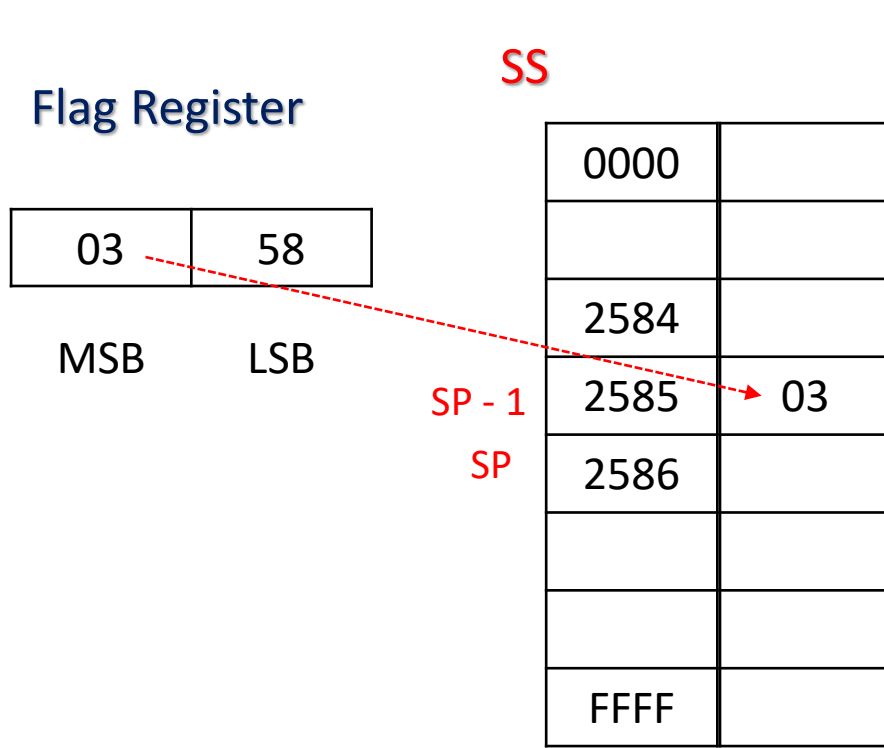 SS
Flag Register
03 58
MSB LSB
0000
2584
SP - 1 2585 03
SP 2586
FFFF